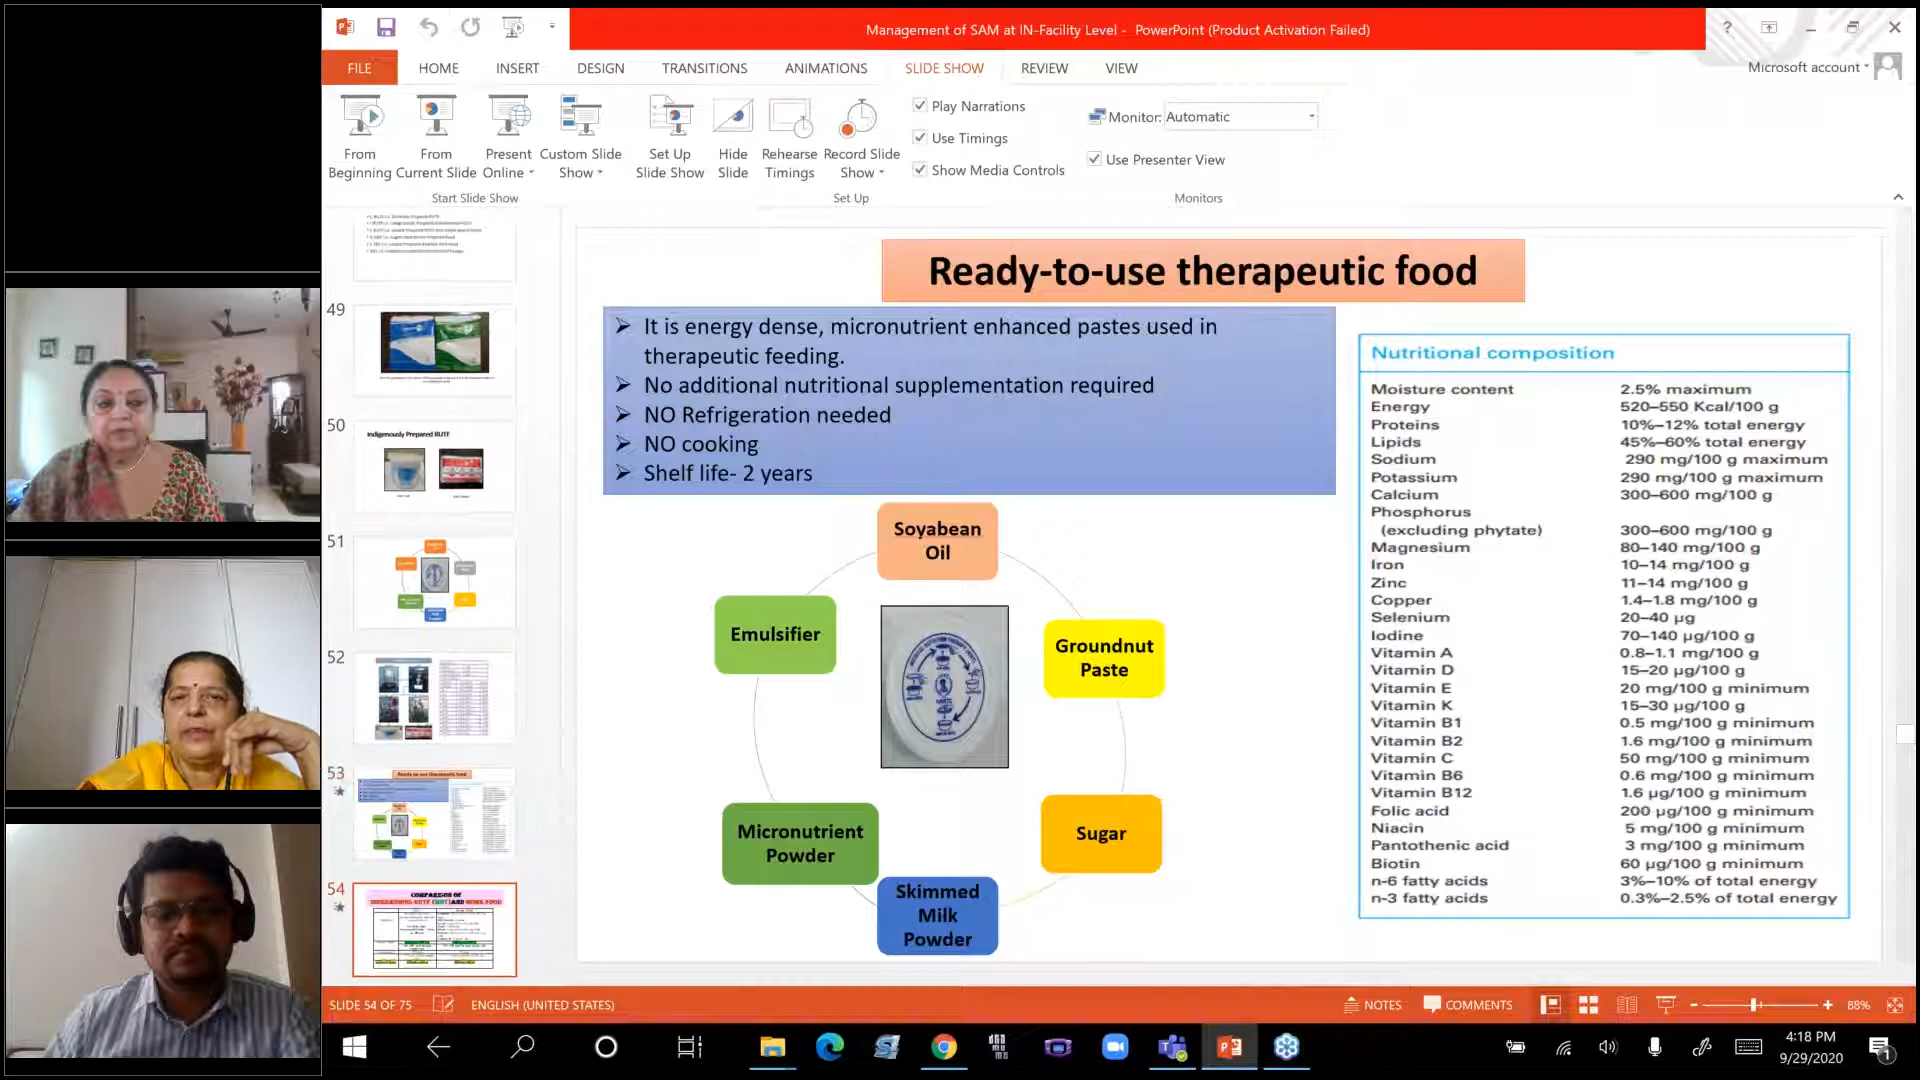 Management of SAM at IN-Facility Level - PowerPoint (Product Activation Failed)
?
FILE
HOME
INSERT
DESIGN
TRANSITIONS
ANIMATIONS
SLIDE SHOW
REVIEW
VIEW
Microsoft account
From
Beginning
From
Current Slide
Present
Online
Custom Slide
Show
Set Up
Slide Show
Hide
Slide
Rehearse
Timings
Record Slide
Show
Play Narrations
Use Timings
Show Media Controls
Monitor: Automatic
Use Presenter View
Start Slide Show
Set Up
Monitors
49
50
Indigenously Prepared RUTF
51
52
53
Ready-to-use therapeutic food
54
COMPARISON OF
Ready-to-use therapeutic food
➢ It is energy dense, micronutrient enhanced pastes used in
therapeutic feeding.
➢ No additional nutritional supplementation required
➢ NO Refrigeration needed
➢ NO cooking
➢ Shelf life- 2 years
Soyabean
Oil
Groundnut
Paste
Sugar
Skimmed
Milk
Powder
Micronutrient
Powder
Emulsifier
Nutritional composition
Moisture content 2.5% maximum
Energy 520–550 Kcal/100 g
Proteins 10%–12% total energy
Lipids 45%–60% total energy
Sodium 290 mg/100 g maximum
Potassium 290 mg/100 g maximum
Calcium 300–600 mg/100 g
Phosphorus
(excluding phytate) 300–600 mg/100 g
Magnesium 80–140 mg/100 g
Iron 10–14 mg/100 g
Zinc 11–14 mg/100 g
Copper 1.4–1.8 mg/100 g
Selenium 20–40 µg
Iodine 70–140 µg/100 g
Vitamin A 0.8–1.1 mg/100 g
Vitamin D 15–20 µg/100 g
Vitamin E 20 mg/100 g minimum
Vitamin K 15–30 µg/100 g
Vitamin B1 0.5 mg/100 g minimum
Vitamin B2 1.6 mg/100 g minimum
Vitamin C 50 mg/100 g minimum
Vitamin B6 0.6 mg/100 g minimum
Vitamin B12 1.6 µg/100 g minimum
Folic acid 200 µg/100 g minimum
Niacin 5 mg/100 g minimum
Pantothenic acid 3 mg/100 g minimum
Biotin 60 µg/100 g minimum
n-6 fatty acids 3%–10% of total energy
n-3 fatty acids 0.3%–2.5% of total energy
SLIDE 54 OF 75
ENGLISH (UNITED STATES)
NOTES
COMMENTS
88%
4:18 PM
9/29/2020
1